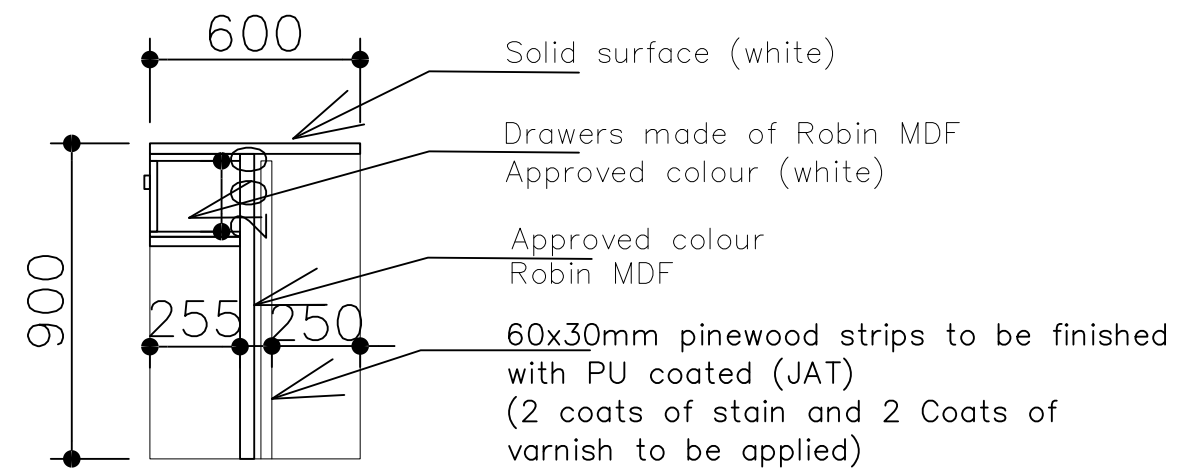 600
Solid surface (white)
Drawers made of Robin MDF
Approved colour (white)
200
Approved colour
Robin MDF
900
255
250
60x30mm pinewood strips to be finished
with PU coated (JAT)
(2 coats of stain and 2 Coats of
varnish to be applied)